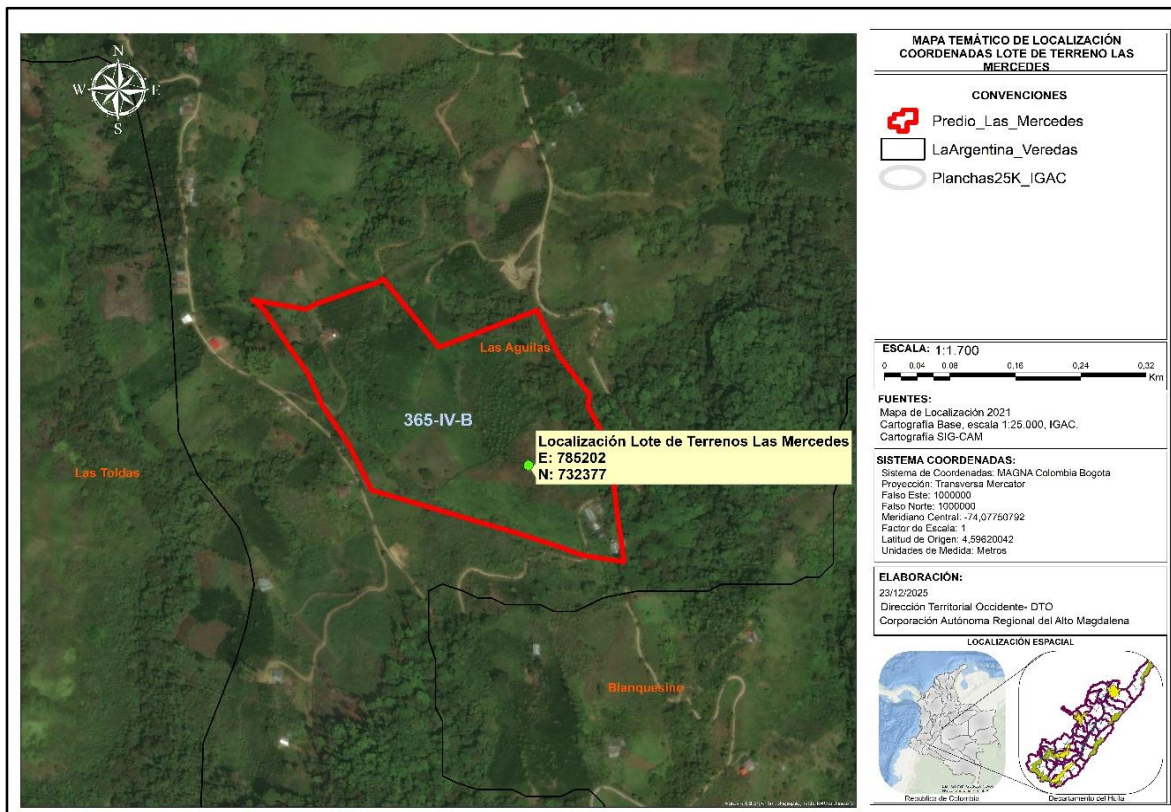 N
W E
S
Las Aguilas
365-IV-B
Localización Lote de Terrenos Las Mercedes
E: 785202
N: 732377
Las Toldas
Blanquesino
MAPA TEMÁTICO DE LOCALIZACIÓN
COORDENADAS LOTE DE TERRENO LAS
MERCEDES
CONVENCIONES
Predio_Las_Mercedes
LaArgentina_Veredas
Planchas25K_IGAC
ESCALA: 1:1.700
0 0,04 0,08 0,16 0,24 0,32
Km
FUENTES:
Mapa de Localización 2021
Cartografía Base, escala 1:25.000, IGAC.
Cartografía SIG-CAM
SISTEMA COORDENADAS:
Sistema de Coordenadas: MAGNA Colombia Bogota
Proyección: Transversa Mercator
Falso Este: 1000000
Falso Norte: 1000000
Meridiano Central: -74,07750792
Factor de Escala: 1
Latitud de Origen: 4,59620042
Unidades de Medida: Metros
ELABORACIÓN:
23/12/2025
Dirección Territorial Occidente- DTO
Corporación Autónoma Regional del Alto Magdalena
LOCALIZACIÓN ESPACIAL
República de Colombia
Departamento del Huila